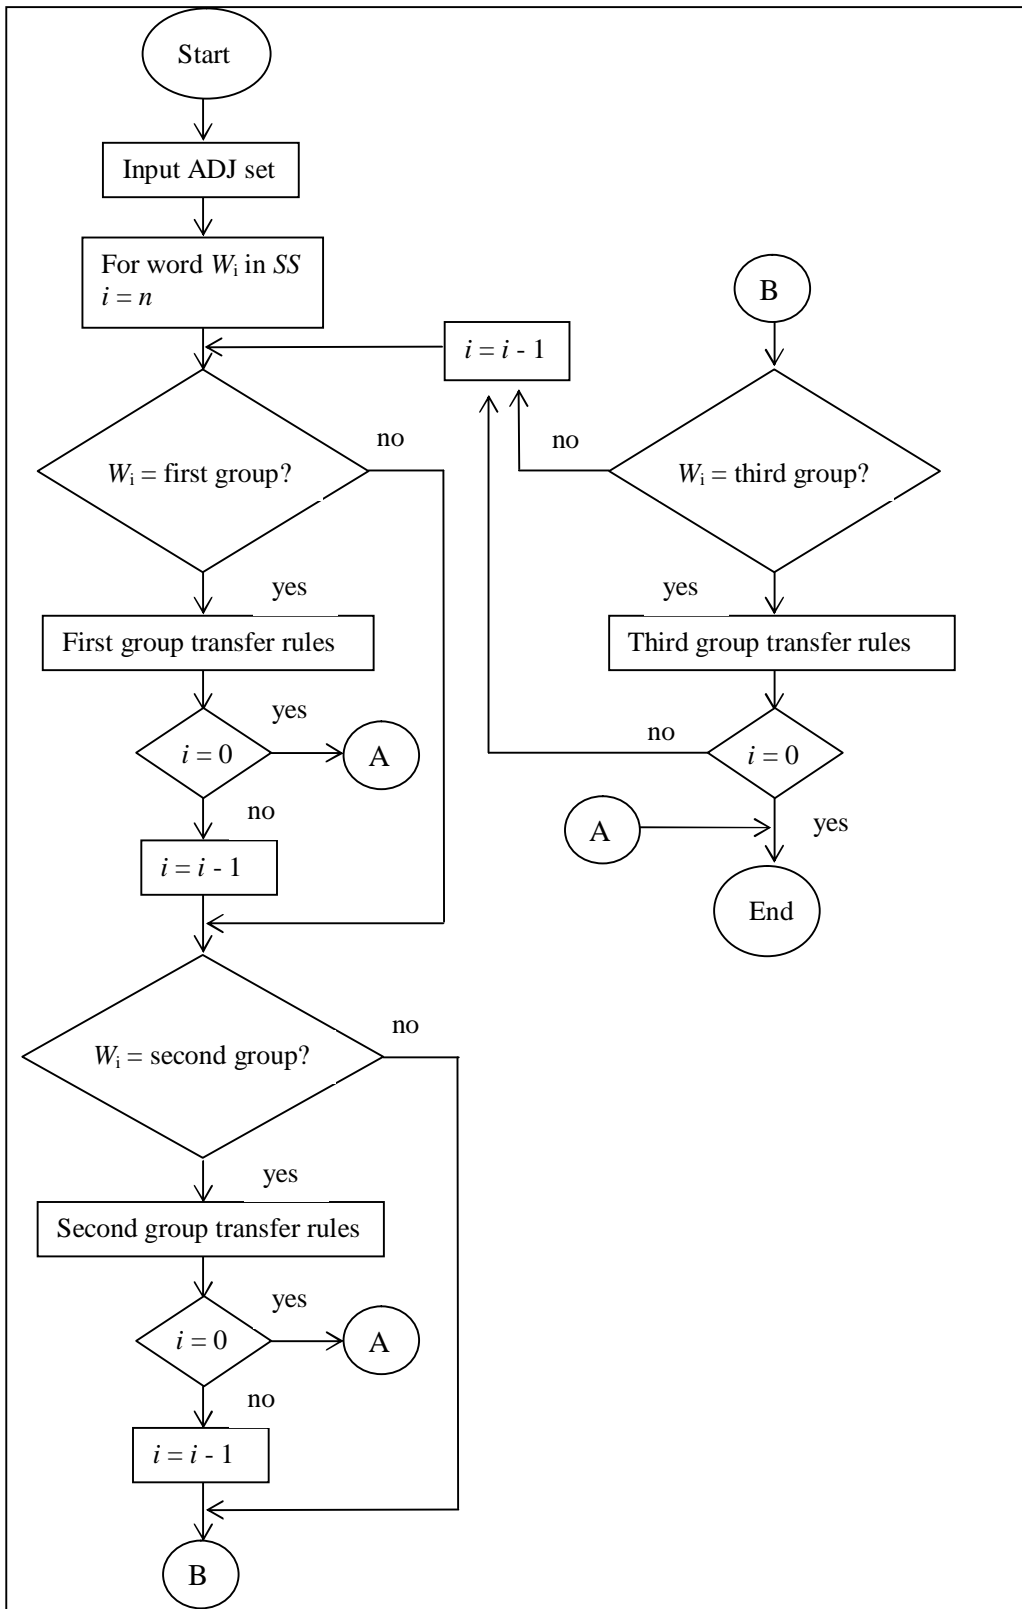 Start
Input ADJ set
For word Wi in SS
i = n
no
Wi = first group?
yes
First group transfer rules
yes
i = 0
A
no
i = i - 1
no
Wi = second group?
yes
Second group transfer rules
yes
i = 0
A
no
i = i - 1
B
B
i = i - 1
no
Wi = third group?
yes
Third group transfer rules
no
i = 0
A
yes
End